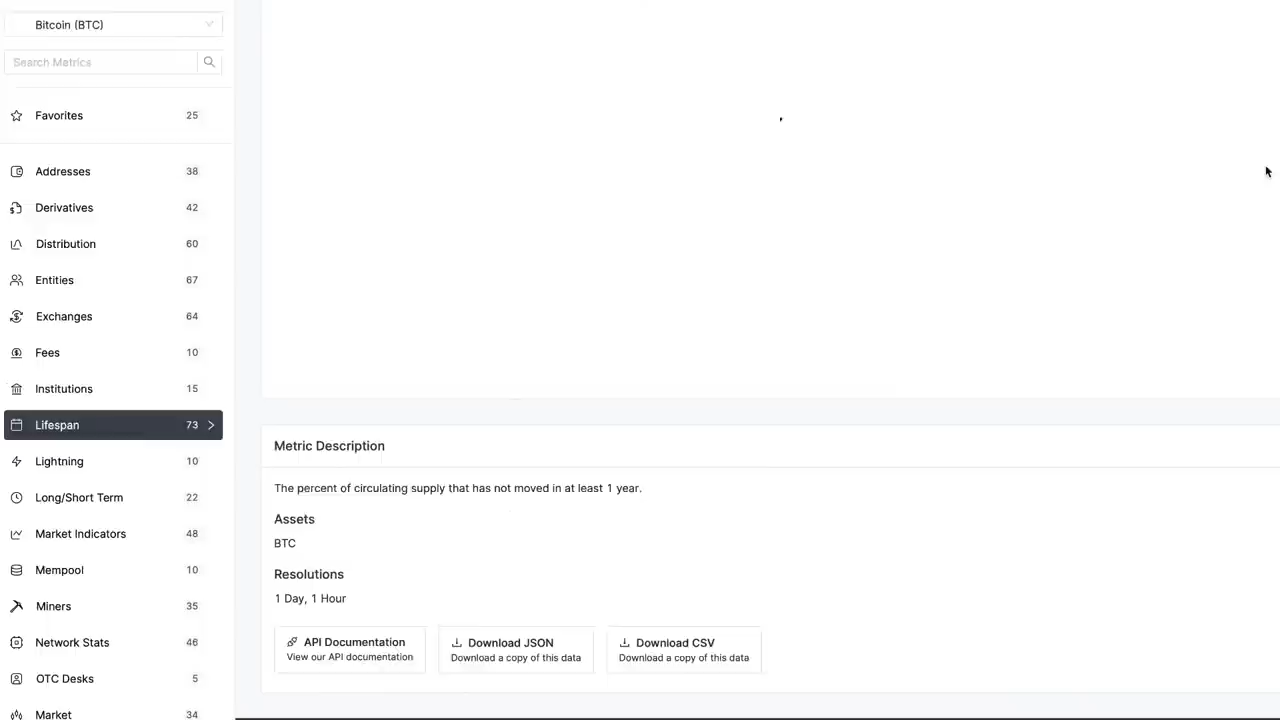 Bitcoin (BTC)
Search Metrics
Favorites 25
Addresses 38
Derivatives 42
Distribution 60
Entities 67
Exchanges 64
Fees 10
Institutions 15
Lifespan 73
Lightning 10
Long/Short Term 22
Market Indicators 48
Mempool 10
Miners 35
Network Stats 46
OTC Desks 5
Market 34
Metric Description
The percent of circulating supply that has not moved in at least 1 year.
Assets
BTC
Resolutions
1 Day, 1 Hour
API Documentation
View our API documentation
Download JSON
Download a copy of this data
Download CSV
Download a copy of this data